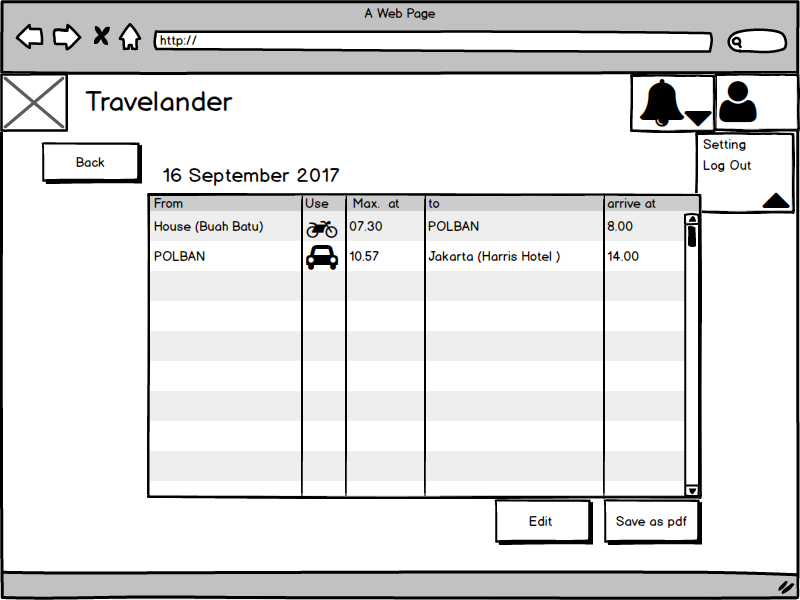 A Web Page
http://
Travelander
Setting
Log Out
Back
16 September 2017
From Use Max. at to arrive at
House (Buah Batu) 07.30 POLBAN 8.00
POLBAN 10.57 Jakarta (Harris Hotel ) 14.00
Edit Save as pdf